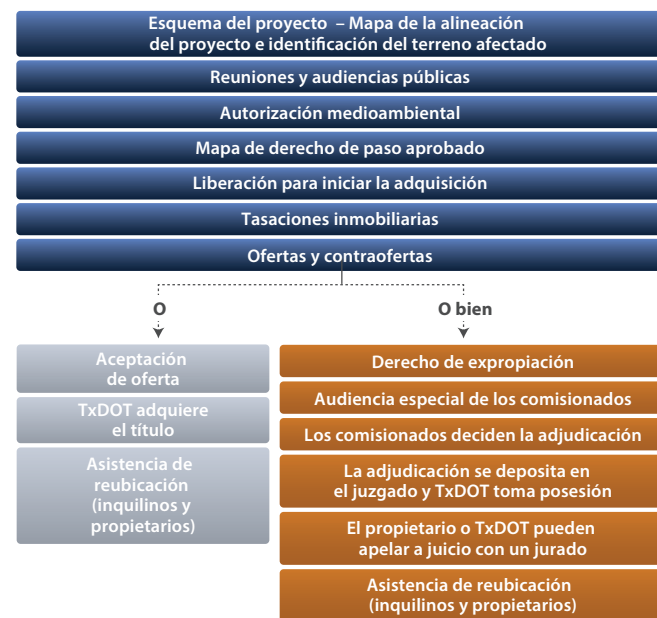 Esquema del proyecto – Mapa de la alineación
del proyecto e identificación del terreno afectado
Reuniones y audiencias públicas
Autorización medioambiental
Mapa de derecho de paso aprobado
Liberación para iniciar la adquisición
Tasaciones inmobiliarias
Ofertas y contraofertas
O
O bien
Aceptación
de oferta
TxDOT adquiere
el título
Asistencia de
reubicación
(inquilinos y
propietarios)
Derecho de expropiación
Audiencia especial de los comisionados
Los comisionados deciden la adjudicación
La adjudicación se deposita en
el juzgado y TxDOT toma posesión
El propietario o TxDOT pueden
apelar a juicio con un jurado
Asistencia de reubicación
(inquilinos y propietarios)